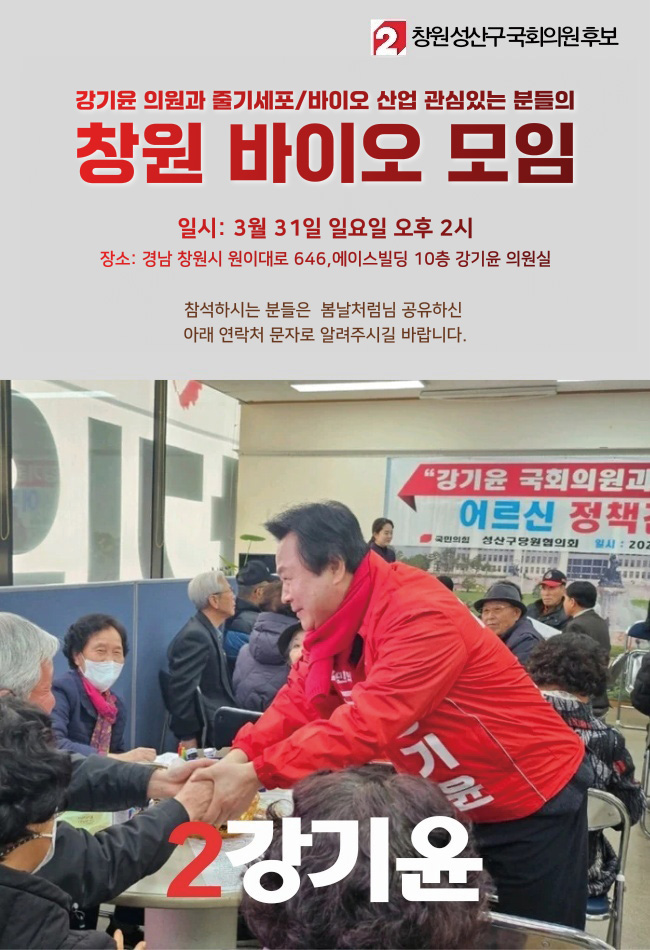 2 창원 성산구 국회의원 후보
강기윤 의원과 줄기세포/바이오 산업 관심있는 분들의
창원 바이오 모임
일시: 3월 31일 일요일 오후 2시
장소: 경남 창원시 원이대로 646,에이스빌딩 10층 강기윤 의원실
참석하시는 분들은 봄날처럼님 공유하신
아래 연락처 문자로 알려주시길 바랍니다.
“강기윤 국회의원과
어르신 정책
국민의힘 성산구당원협의회 일시 : 202
기윤
2강기윤